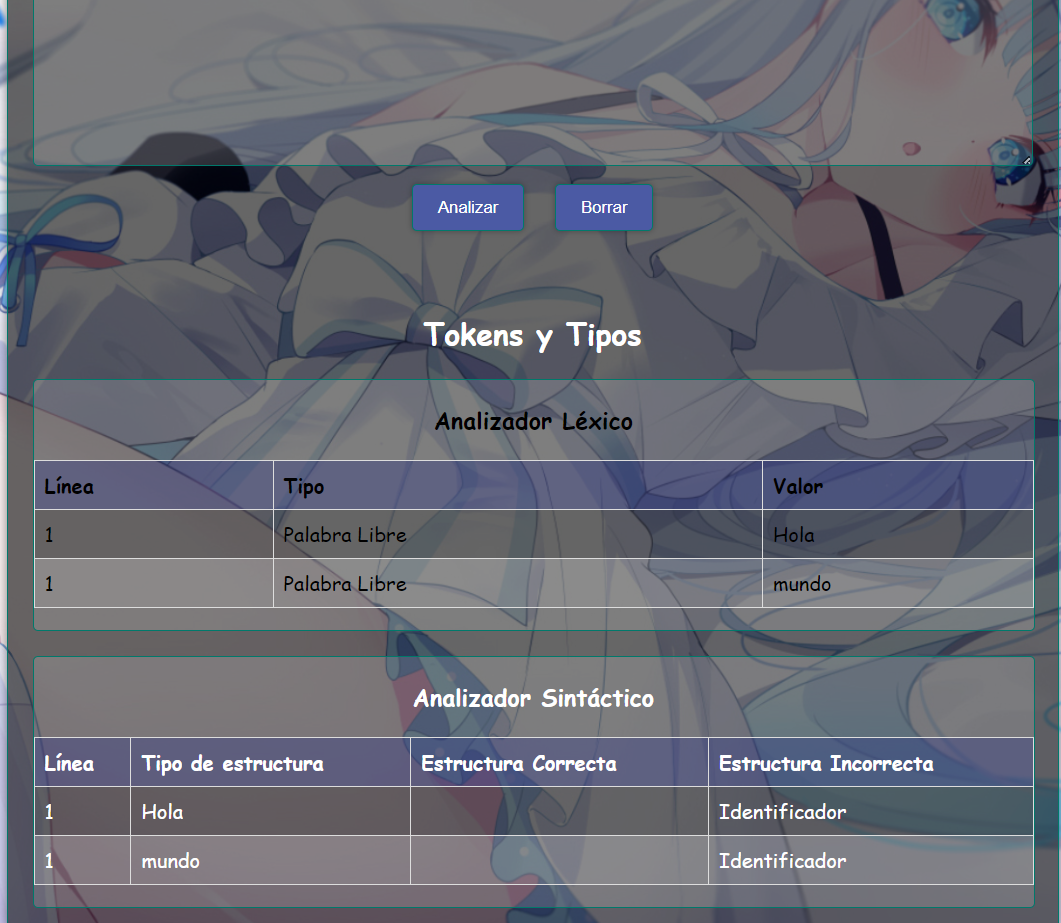 Analizar Borrar
Tokens y Tipos
Analizador Léxico
Línea Tipo Valor
1 Palabra Libre Hola
1 Palabra Libre mundo
Analizador Sintáctico
Línea Tipo de estructura Estructura Correcta Estructura Incorrecta
1 Hola Identificador
1 mundo Identificador